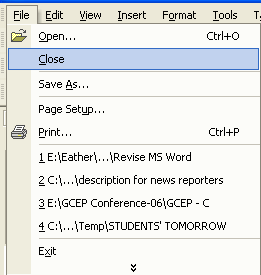 File Edit View Insert Format Tools
Open... Ctrl+O
Close
Save As...
Page Setup...
Print... Ctrl+P
1 E:\Eather\...\Revise MS Word
2 C:\...\description for news reporters
3 E:\GCEP Conference-06\GCEP - C
4 C:\...\Temp\STUDENTS' TOMORROW
Exit